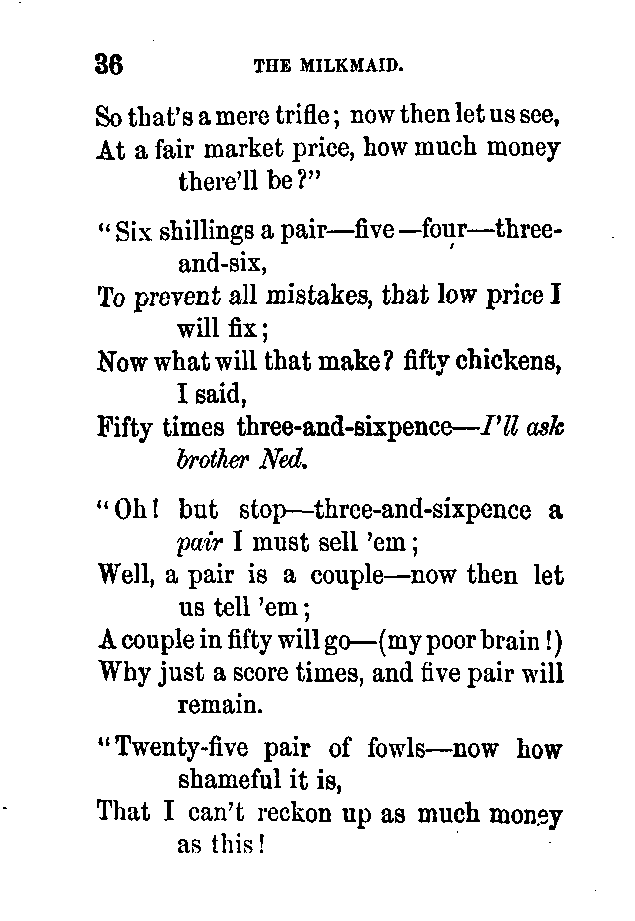 36 THE MILKMAID.
So that's a mere trifle; now then let us see,
At a fair market price, how much money
there'll be?"
"Six shillings a pair—five—four—three-
and-six,
To prevent all mistakes, that low price I
will fix;
Now what will that make? fifty chickens,
I said,
Fifty times three-and-sixpence—I'll ask
brother Ned.
"Oh! but stop—three-and-sixpence a
pair I must sell 'em;
Well, a pair is a couple—now then let
us tell 'em;
A couple in fifty will go—(my poor brain!)
Why just a score times, and five pair will
remain.
"Twenty-five pair of fowls—now how
shameful it is,
That I can't reckon up as much money
as this!